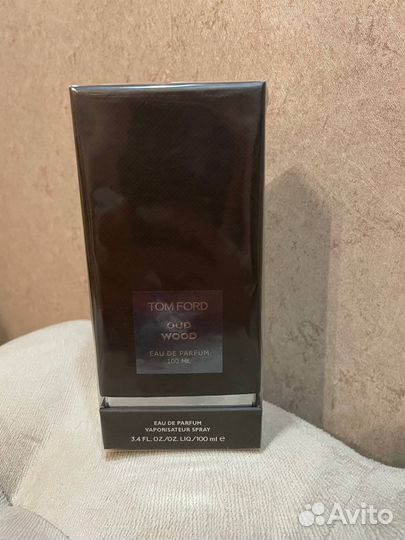 TOM FORD
OUD
WOOD
EAU DE PARFUM
100 ML
EAU DE PARFUM
VAPORISATEUR SPRAY
3.4 FL. OZ./OZ. LIQ./100 ml ℮
Avito